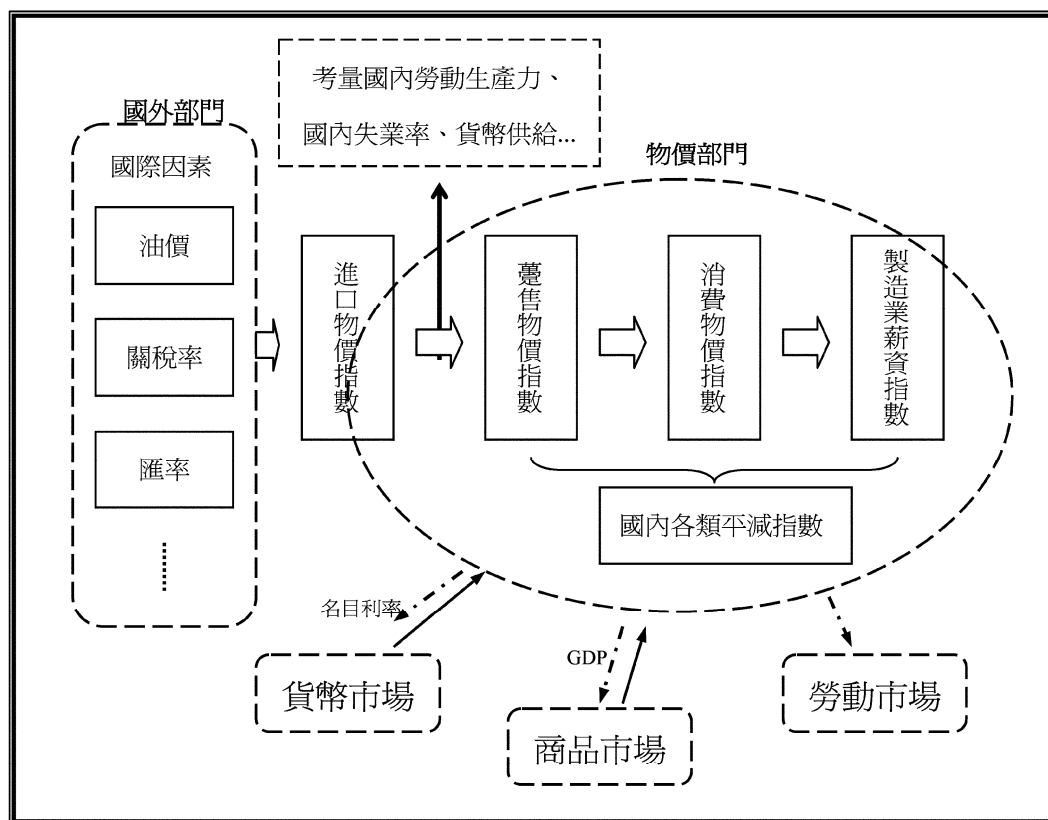 考量國內勞動生產力、
國內失業率、貨幣供給...
國外部門
國際因素
油價
關稅率
匯率
物價部門
進口物價指數
躉售物價指數
消費物價指數
製造業薪資指數
國內各類平減指數
名目利率
貨幣市場
GDP
商品市場
勞動市場